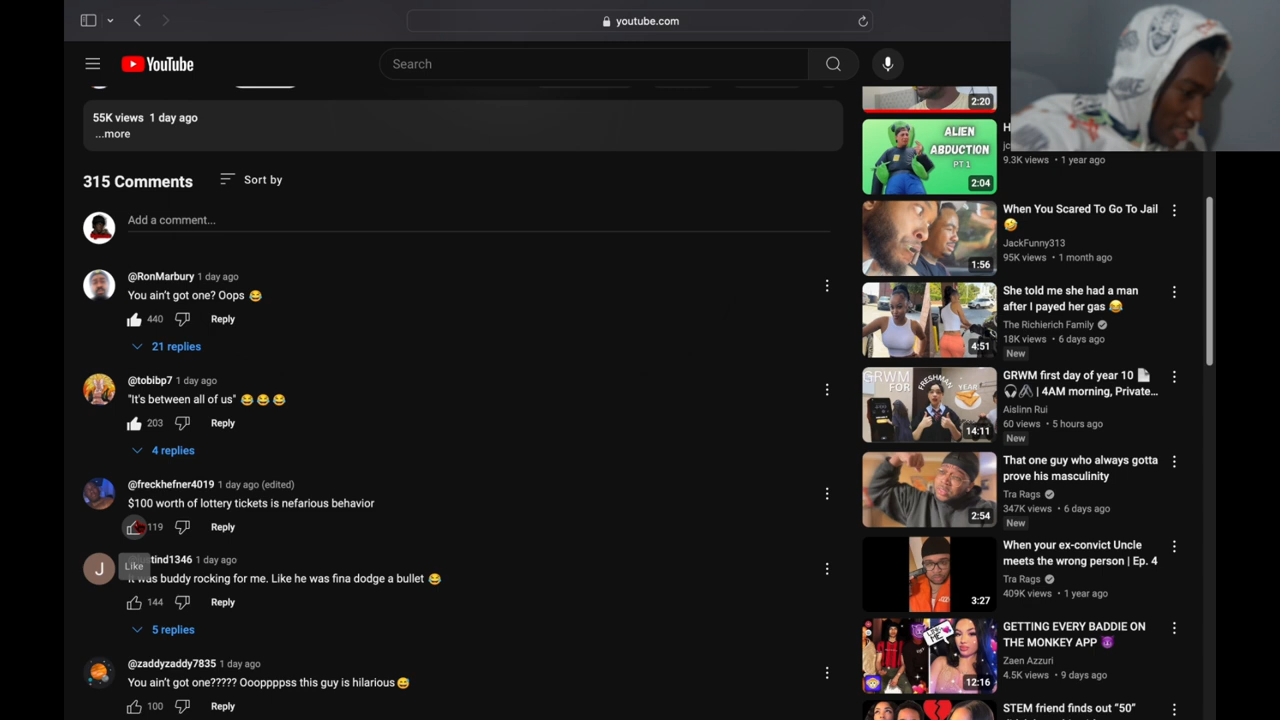 youtube.com
YouTube
Search
55K views 1 day ago
...more
315 Comments
Sort by
Add a comment...
@RonMarbury 1 day ago
You ain't got one? Oops 😂
440
Reply
21 replies
@tobibp7 1 day ago
"It's between all of us" 😂 😂 😂
203
Reply
4 replies
@freckhefner4019 1 day ago (edited)
$100 worth of lottery tickets is nefarious behavior
119
Reply
Like
1 day ago
was buddy rocking for me. Like he was fina dodge a bullet 😂
J
144
Reply
5 replies
@zaddyzaddy7835 1 day ago
You ain't got one????? Oooppppss this guy is hilarious 😅
100
Reply
2:20
ALIEN
ABDUCTION
PT 1
2:04
9.3K views • 1 year ago
1:56
When You Scared To Go To Jail
🤣
JackFunny313
95K views • 1 month ago
4:51
She told me she had a man
after I payed her gas 😂
The Richierich Family
18K views • 6 days ago
New
GRWM
FRESHMAN
FOR
YEAR
14:11
GRWM first day of year 10 📄
🎧🖇️ | 4AM morning, Private...
Aislinn Rui
60 views • 5 hours ago
New
2:54
That one guy who always gotta
prove his masculinity
Tra Rags
347K views • 6 days ago
New
3:27
When your ex-convict Uncle
meets the wrong person | Ep. 4
Tra Rags
409K views • 1 year ago
12:16
GETTING EVERY BADDIE ON
THE MONKEY APP 😈
Zaen Azzuri
4.5K views • 9 days ago
STEM friend finds out "50"